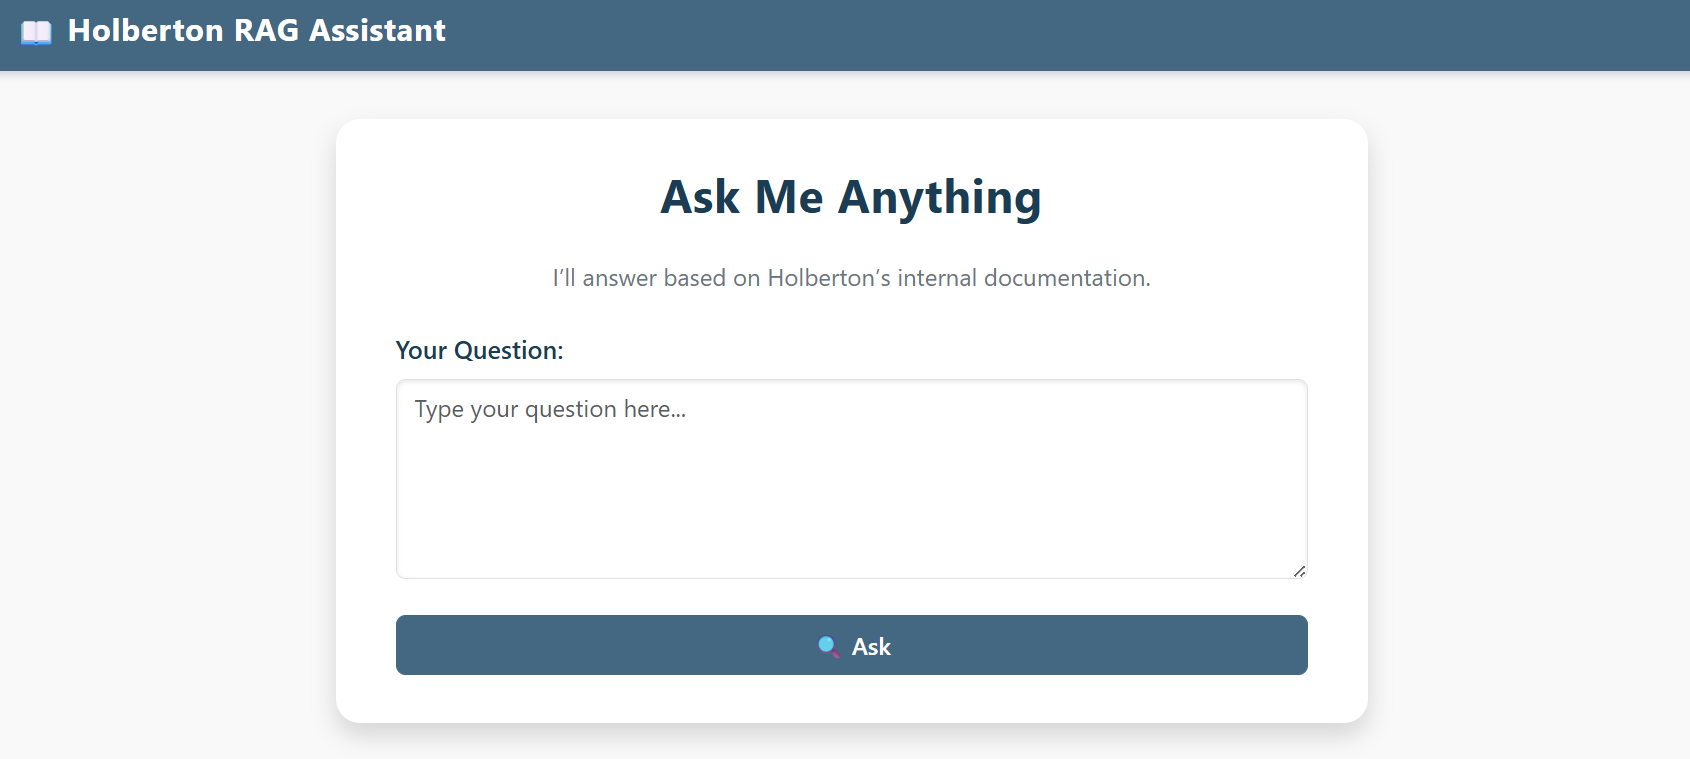 Holberton RAG Assistant
Ask Me Anything
I’ll answer based on Holberton’s internal documentation.
Your Question:
Type your question here...
Ask